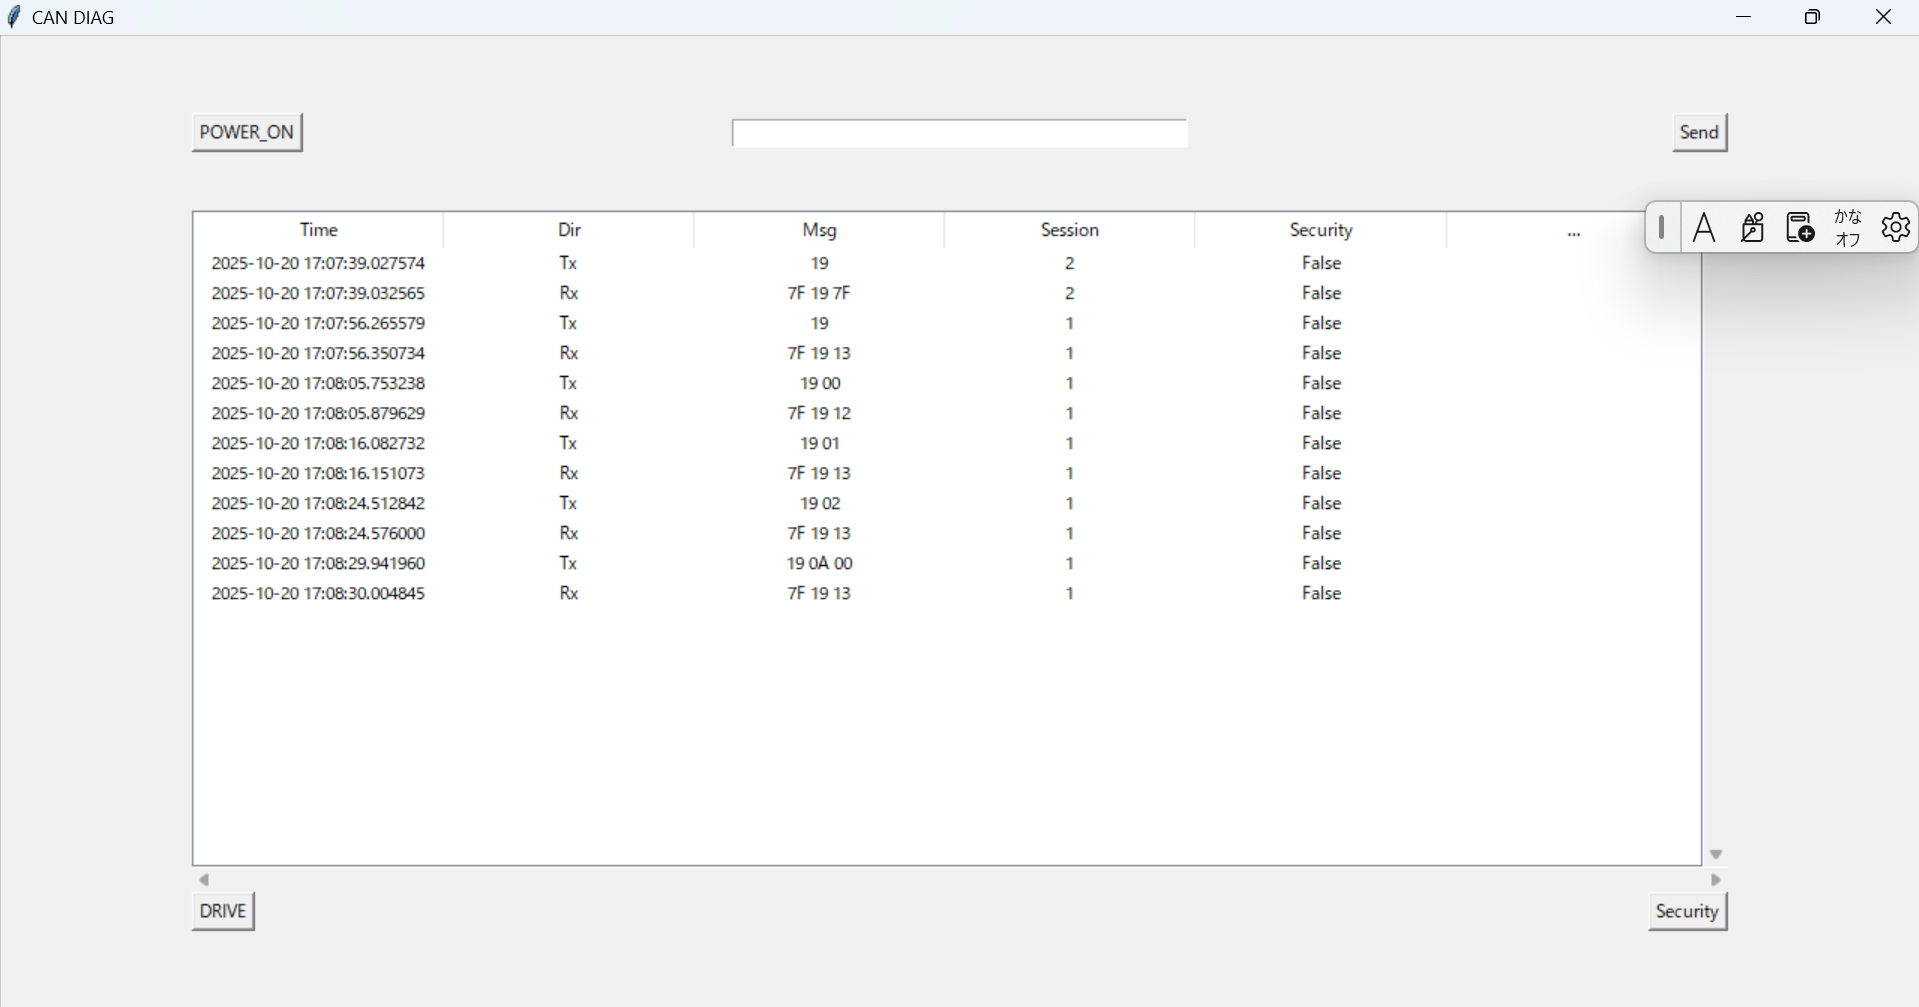 CAN DIAG
POWER_ON
Send
Time Dir Msg Session Security ...
かな
オフ
2025-10-20 17:07:39.027574 Tx 19 2 False
2025-10-20 17:07:39.032565 Rx 7F 19 7F 2 False
2025-10-20 17:07:56.265579 Tx 19 1 False
2025-10-20 17:07:56.350734 Rx 7F 19 13 1 False
2025-10-20 17:08:05.753238 Tx 19 00 1 False
2025-10-20 17:08:05.879629 Rx 7F 19 12 1 False
2025-10-20 17:08:16.082732 Tx 19 01 1 False
2025-10-20 17:08:16.151073 Rx 7F 19 13 1 False
2025-10-20 17:08:24.512842 Tx 19 02 1 False
2025-10-20 17:08:24.576000 Rx 7F 19 13 1 False
2025-10-20 17:08:29.941960 Tx 19 0A 00 1 False
2025-10-20 17:08:30.004845 Rx 7F 19 13 1 False
DRIVE
Security